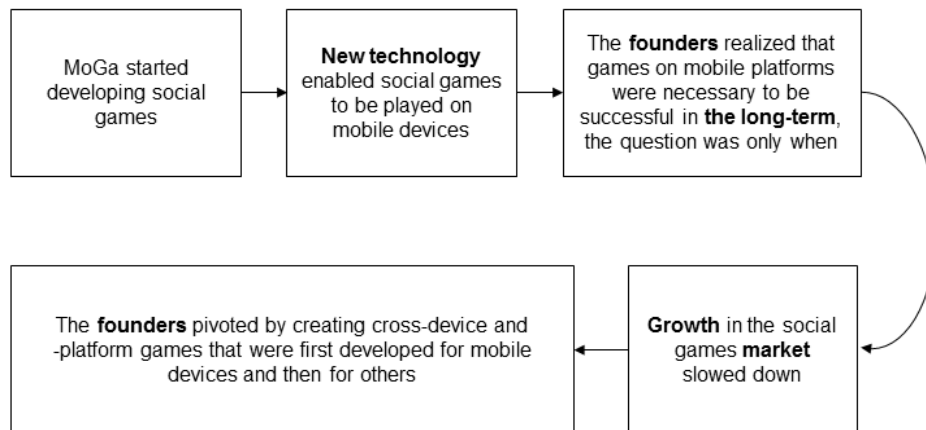 MoGa started
developing social
games
New technology
enabled social games
to be played on
mobile devices
The founders realized that
games on mobile platforms
were necessary to be
successful in the long-term,
the question was only when
The founders pivoted by creating cross-device and
-platform games that were first developed for mobile
devices and then for others
Growth in the social
games market
slowed down